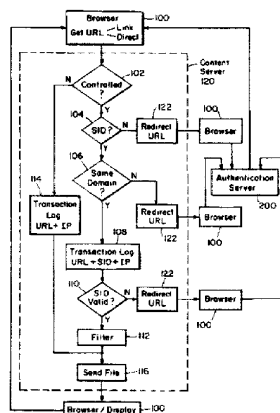 Browser
100
Get URL
Link
Direct
Content
Server
120
102
Controlled
?
N
Y
104
SID?
N
122
Redirect
URL
100
Browser
Y
106
Same
Domain
?
N
Y
114
Transaction
Log
URL + IP
Redirect
URL
122
Browser
100
Authentication
Server
200
108
Transaction Log
URL + SID + IP
110
SID
Valid?
N
122
Redirect
URL
Browser
100
Y
Filter
112
Send File
116
Browser/Display
100